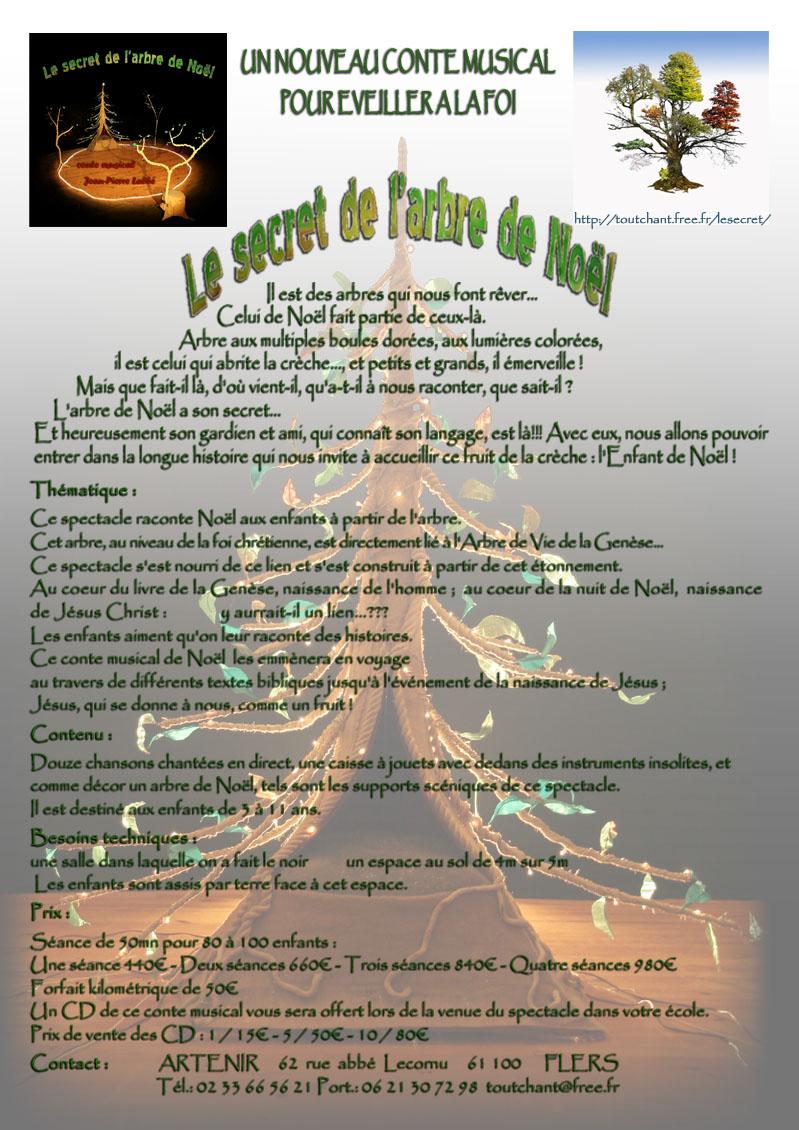 Le secret de l'arbre de Noël
conte musical
Jean-Pierre Labbé
UN NOUVEAU CONTE MUSICAL
POUR EVEILLER A LA FOI
http://toutchant.free.fr/lesecret/
Le secret de l'arbre de Noël
Il est des arbres qui nous font rêver...
Celui de Noël fait partie de ceux-là.
Arbre aux multiples boules dorées, aux lumières colorées,
il est celui qui abrite la crèche..., et petits et grands, il émerveille !
Mais que fait-il là, d'où vient-il, qu'a-t-il à nous raconter, que sait-il ?
L'arbre de Noël a son secret...
Et heureusement son gardien et ami, qui connaît son langage, est là!!! Avec eux, nous allons pouvoir
entrer dans la longue histoire qui nous invite à accueillir ce fruit de la crèche : l'Enfant de Noël !
Thématique :
Ce spectacle raconte Noël aux enfants à partir de l'arbre.
Cet arbre, au niveau de la foi chrétienne, est directement lié à l'Arbre de Vie de la Genèse...
Ce spectacle s'est nourri de ce lien et s'est construit à partir de cet étonnement.
Au coeur du livre de la Genèse, naissance de l'homme ; au coeur de la nuit de Noël, naissance
de Jésus Christ : y aurrait-il un lien...???
Les enfants aiment qu'on leur raconte des histoires.
Ce conte musical de Noël les emmènera en voyage
au travers de différents textes bibliques jusqu'à l'événement de la naissance de Jésus ;
Jésus, qui se donne à nous, comme un fruit !
Contenu :
Douze chansons chantées en direct, une caisse à jouets avec dedans des instruments insolites, et
comme décor un arbre de Noël, tels sont les supports scéniques de ce spectacle.
Il est destiné aux enfants de 3 à 11 ans.
Besoins techniques :
une salle dans laquelle on a fait le noir un espace au sol de 4m sur 5m
Les enfants sont assis par terre face à cet espace.
Prix :
Séance de 50mn pour 80 à 100 enfants :
Une séance 440€ - Deux séances 660€ - Trois séances 840€ - Quatre séances 980€
Forfait kilométrique de 50€
Un CD de ce conte musical vous sera offert lors de la venue du spectacle dans votre école.
Prix de vente des CD : 1 / 15€ - 5 / 50€ - 10 / 80€
Contact : ARTENIR 62 rue abbé Lecornu 61 100 FLERS
Tél.: 02 33 66 56 21 Port.: 06 21 30 72 98 toutchant@free.fr